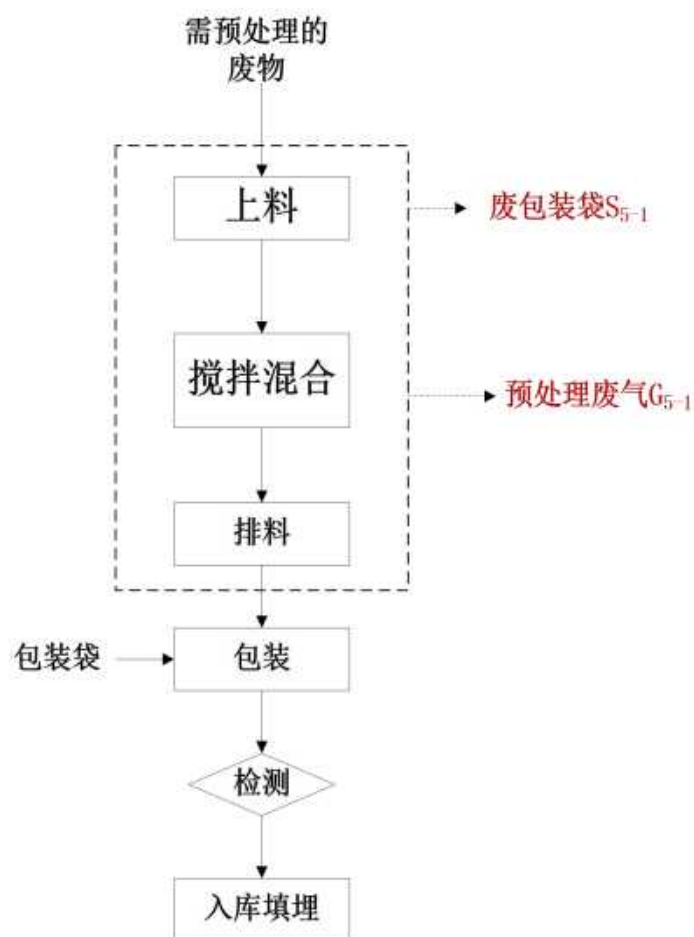 需预处理的
废物
上料
废包装袋S₅₋₁
搅拌混合
预处理废气G₅₋₁
排料
包装袋
包装
检测
入库填埋